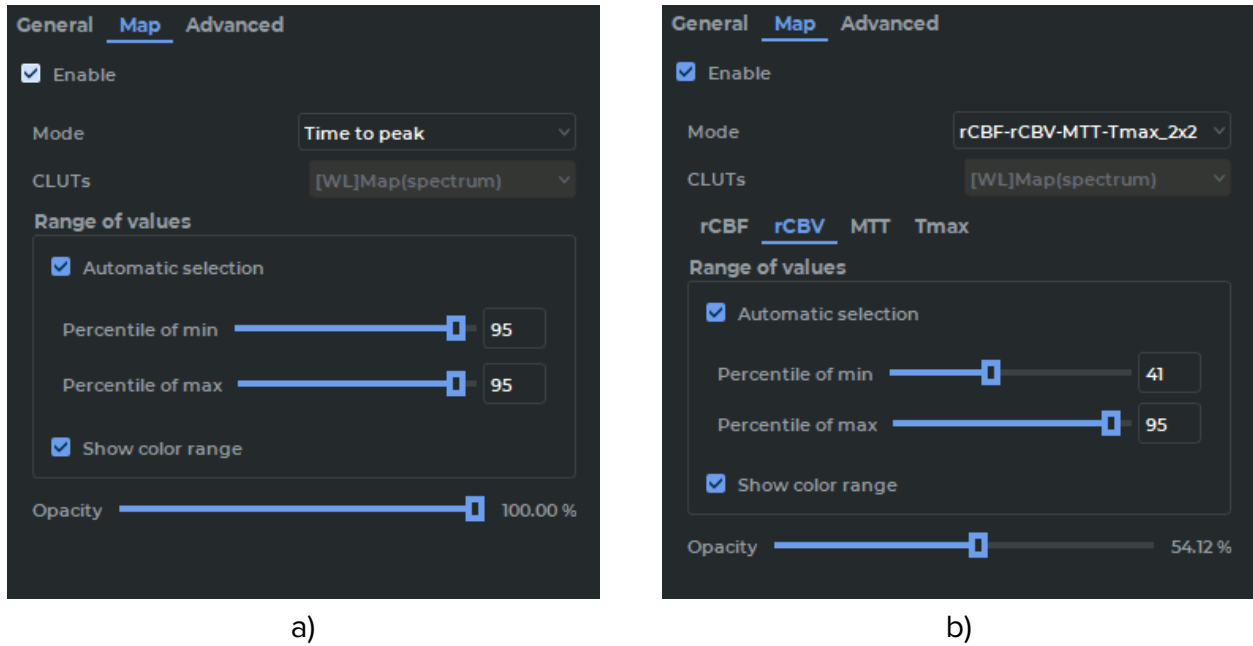 General Map Advanced
Enable
Mode Time to peak
CLUTs [WL]Map(spectrum)
Range of values
Automatic selection
Percentile of min 95
Percentile of max 95
Show color range
Opacity 100.00 %
a)
General Map Advanced
Enable
Mode rCBF-rCBV-MTT-Tmax_2x2
CLUTs [WL]Map(spectrum)
rCBF rCBV MTT Tmax
Range of values
Automatic selection
Percentile of min 41
Percentile of max 95
Show color range
Opacity 54.12 %
b)